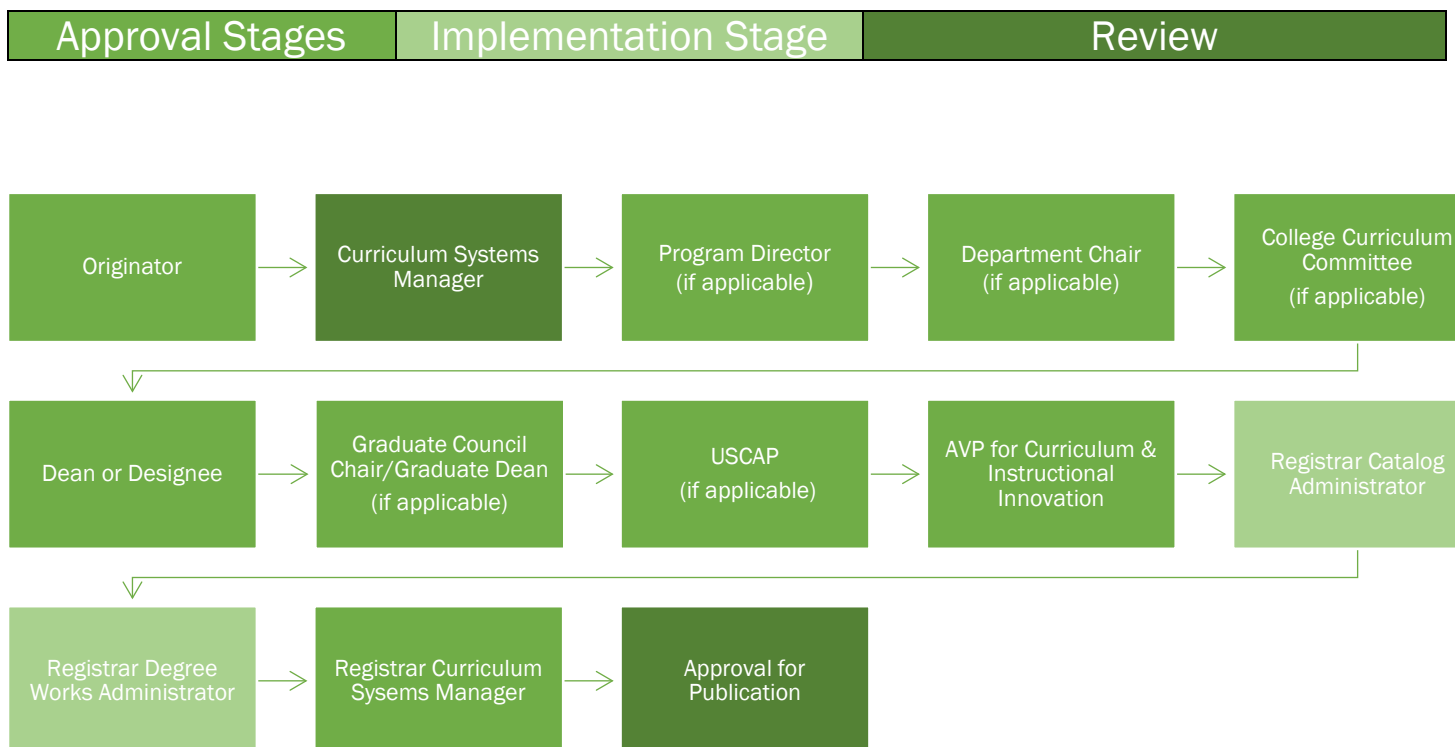 Approval Stages
Implementation Stage
Review
Originator
Curriculum Systems
Manager
Program Director
(if applicable)
Department Chair
(if applicable)
College Curriculum
Committee
(if applicable)
Dean or Designee
Graduate Council
Chair/Graduate Dean
(if applicable)
USCAP
(if applicable)
AVP for Curriculum &
Instructional
Innovation
Registrar Catalog
Administrator
Registrar Degree
Works Administrator
Registrar Curriculum
Sysems Manager
Approval for
Publication